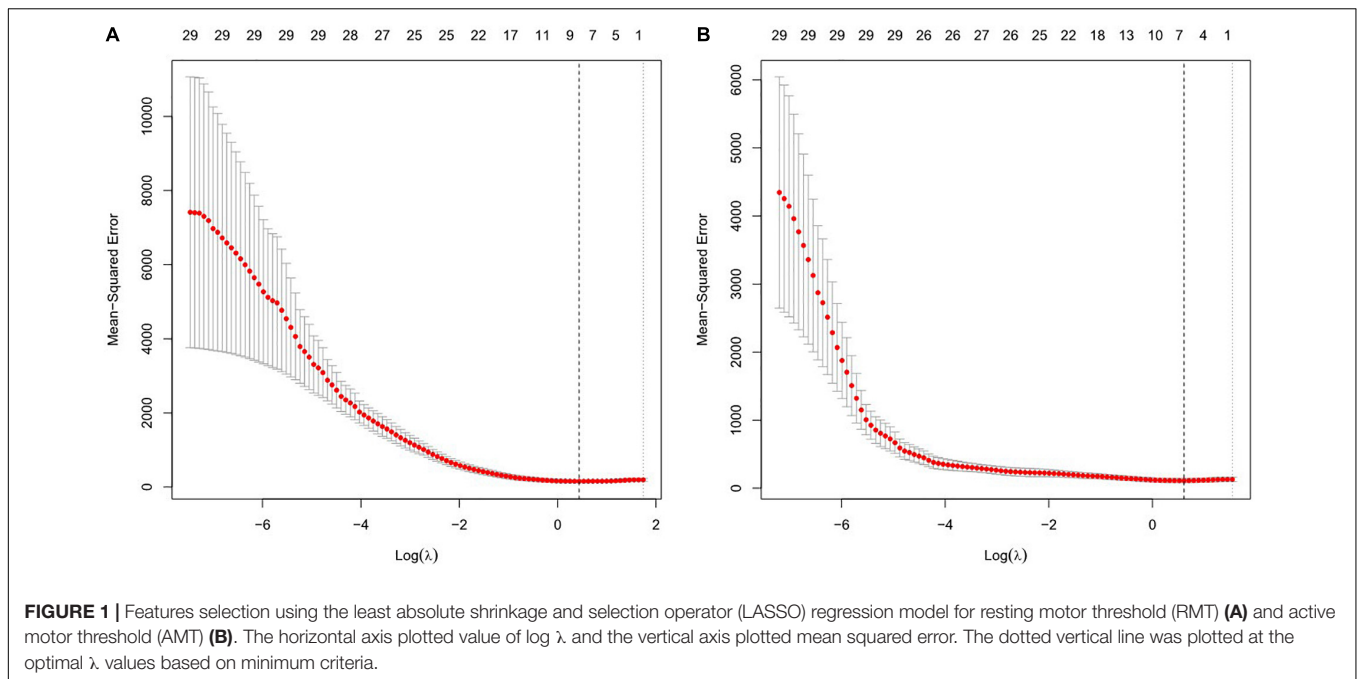 A
29 29 29 29 29 28 27 25 25 22 17 11 9 7 5 1
Mean-Squared Error
10000
8000
6000
4000
2000
0
−6 −4 −2 0 2
Log(λ)
B
29 29 29 29 29 26 26 27 26 25 22 18 13 10 7 4 1
Mean-Squared Error
6000
5000
4000
3000
2000
1000
0
−6 −4 −2 0
Log(λ)
FIGURE 1 | Features selection using the least absolute shrinkage and selection operator (LASSO) regression model for resting motor threshold (RMT) (A) and active
motor threshold (AMT) (B). The horizontal axis plotted value of log λ and the vertical axis plotted mean squared error. The dotted vertical line was plotted at the
optimal λ values based on minimum criteria.